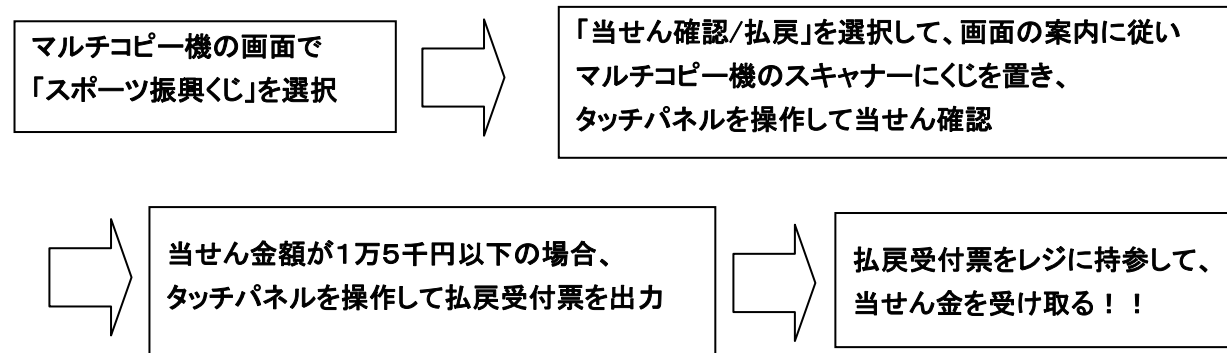 マルチコピー機の画面で
「スポーツ振興くじ」を選択
「当せん確認/払戻」を選択して、画面の案内に従い
マルチコピー機のスキャナーにくじを置き、
タッチパネルを操作して当せん確認
当せん金額が1万5千円以下の場合、
タッチパネルを操作して払戻受付票を出力
払戻受付票をレジに持参して、
当せん金を受け取る！！